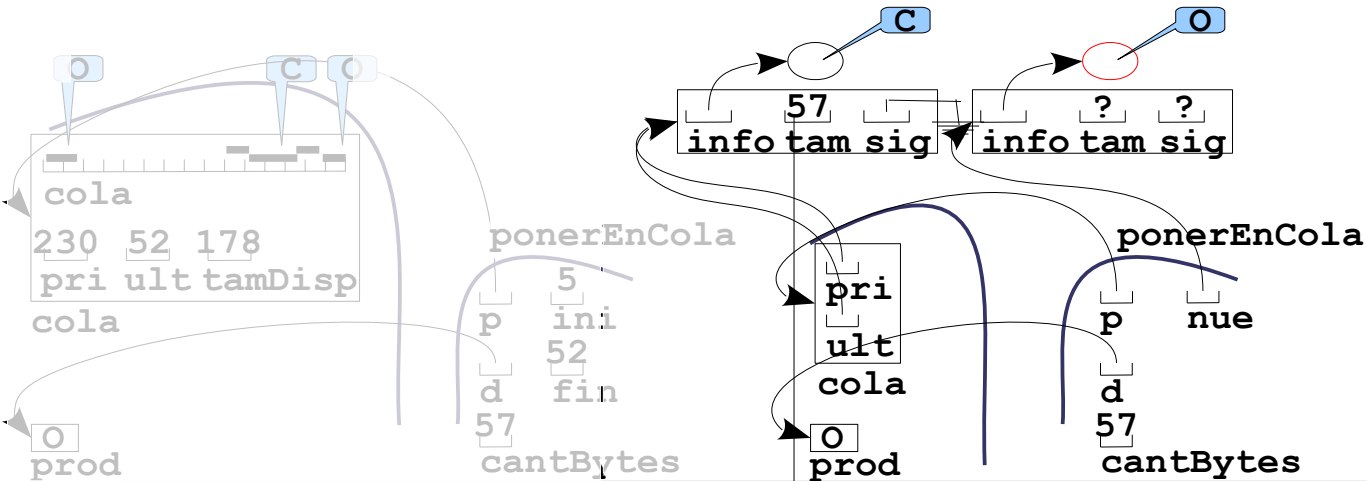 C O
O C O
57 ? ?
info tam sig info tam sig
cola
230 52 178
pri ult tamDisp
cola
ponerEnCola
5
p ini
52
d fin
57
cantBytes
O
prod
ponerEnCola
pri
ult
cola
p nue
d
57
cantBytes
O
prod